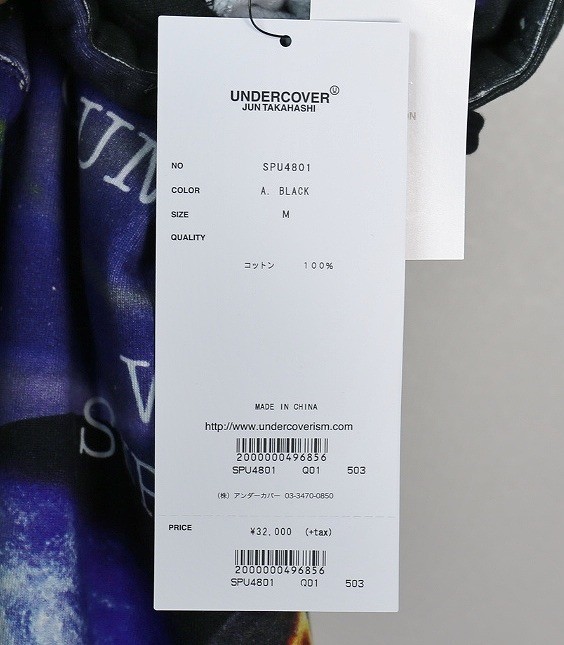 UNDERCOVER Ⓤ
JUN TAKAHASHI
NO SPU4801
COLOR A. BLACK
SIZE M
QUALITY
コットン 100%
MADE IN CHINA
http://www.undercoverism.com
2000000496856
SPU4801 Q01 503
(株) アンダーカバー 03-3470-0850
PRICE ¥32,000 (+tax)
2000000496856
SPU4801 Q01 503
ON
UN
V
S